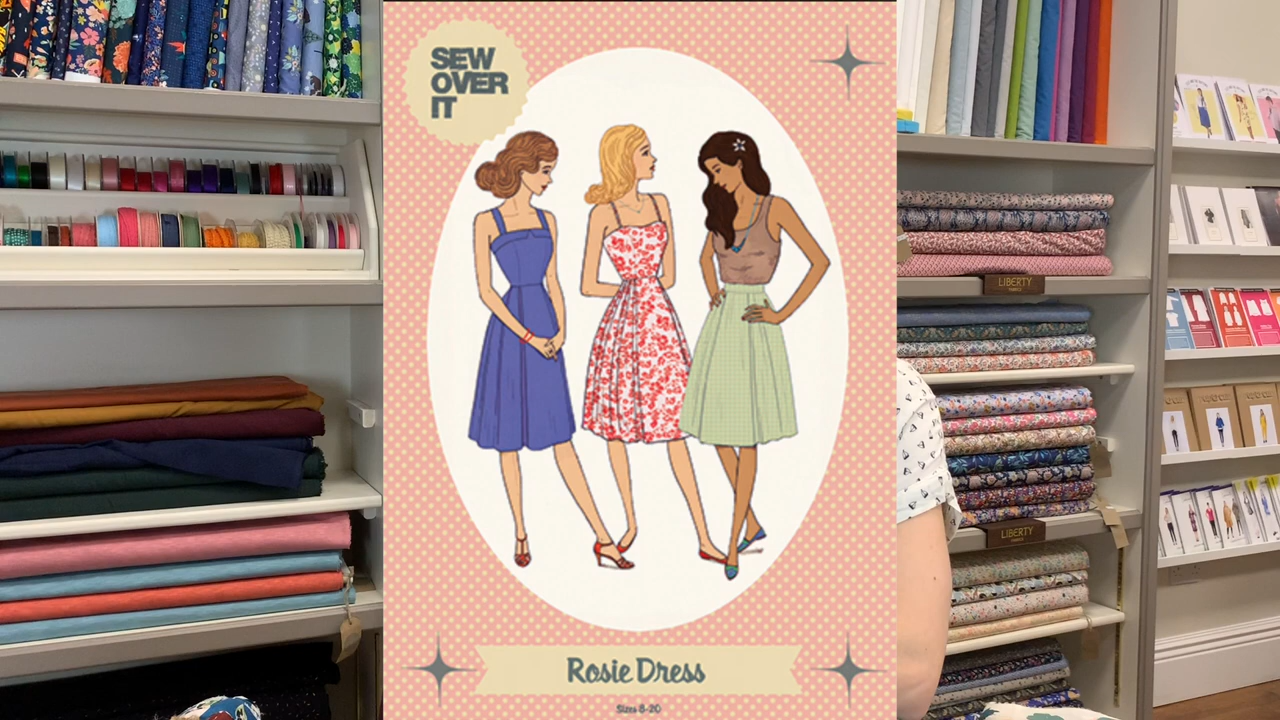 SEW
OVER
IT
Rosie Dress
Sizes 8-20
LIBERTY
LIBERTY